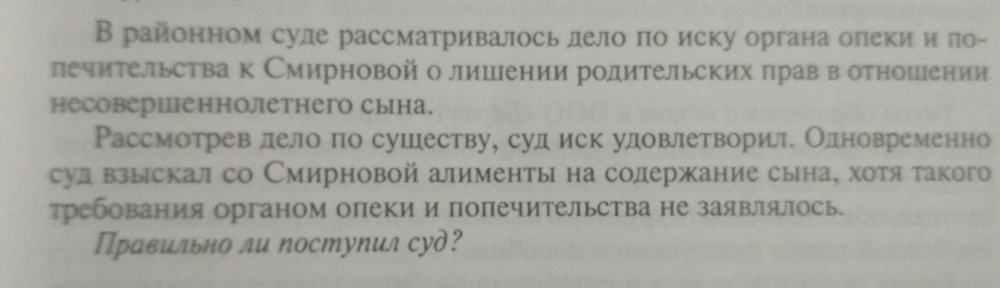 В районном суде рассматривалось дело по иску органа опеки и по-
печительства к Смирновой о лишении родительских прав в отношении
несовершеннолетнего сына.
Рассмотрев дело по существу, суд иск удовлетворил. Одновременно
суд взыскал со Смирновой алименты на содержание сына, хотя такого
требования органом опеки и попечительства не заявлялось.
Правильно ли поступил суд?